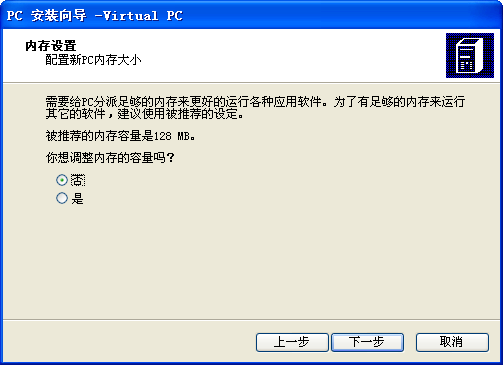 PC 安装向导 -Virtual PC
内存设置
配置新PC内存大小
需要给PC分派足够的内存来更好的运行各种应用软件。为了有足够的内存来运行
其它的软件，建议使用被推荐的设定。
被推荐的内存容量是128 MB。
你想调整内存的容量吗？
否
是
上一步 下一步 取消